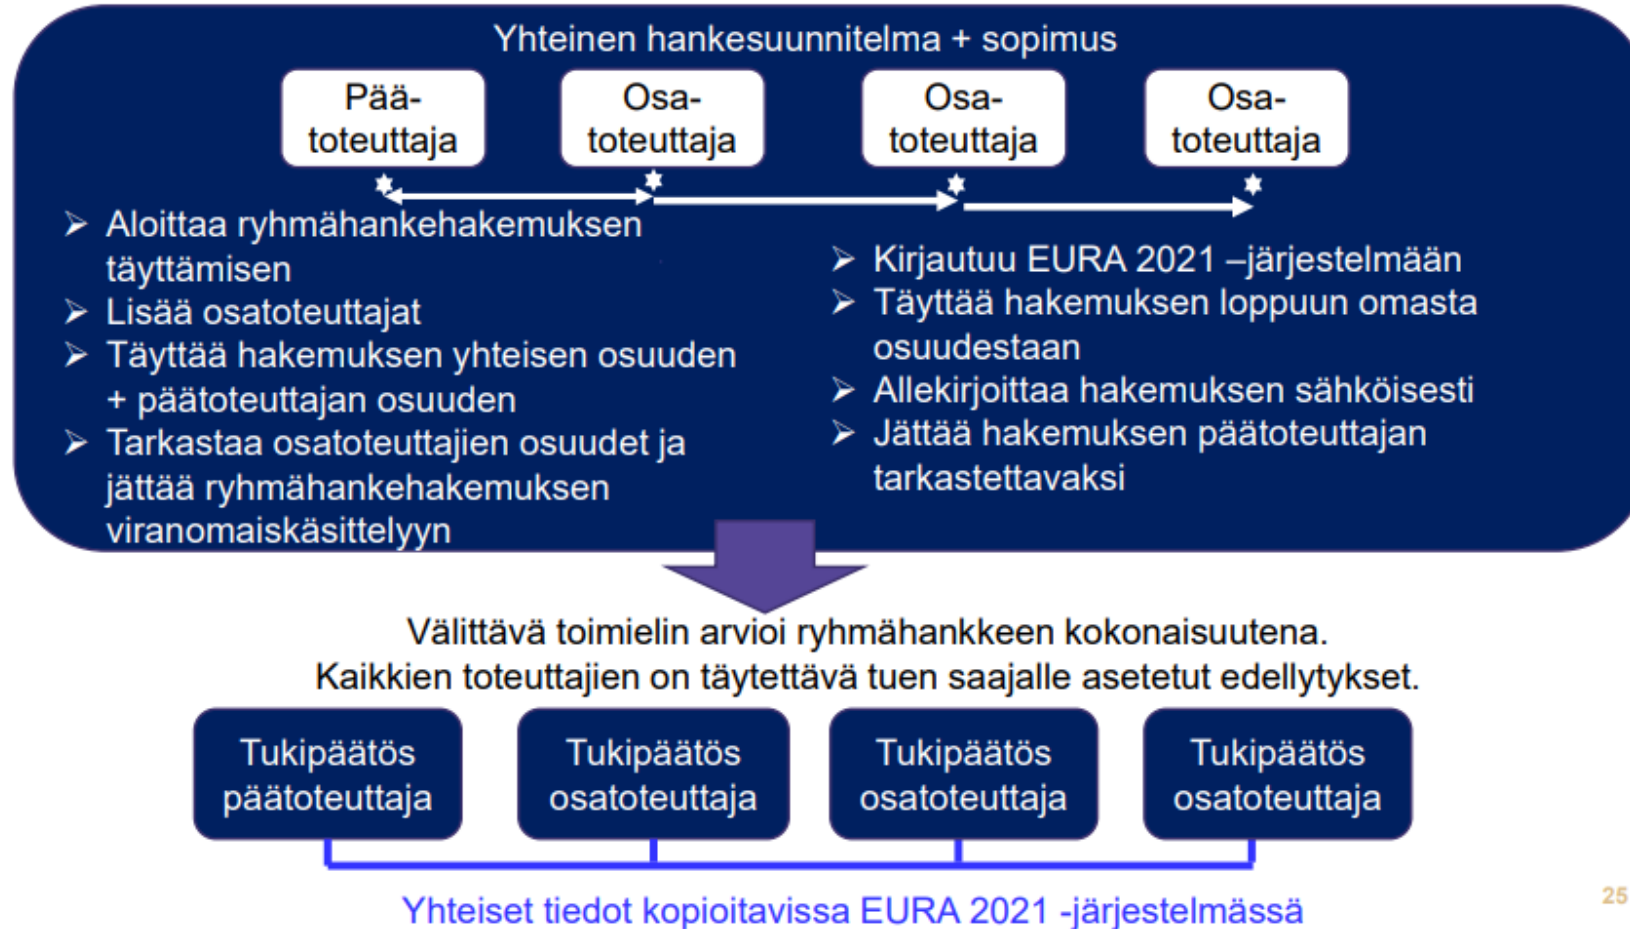 Yhteinen hankesuunnitelma + sopimus
Pää-
toteuttaja
Osa-
toteuttaja
Osa-
toteuttaja
Osa-
toteuttaja
➢ Aloittaa ryhmähankehakemuksen
täyttämisen
➢ Lisää osatoteuttajat
➢ Täyttää hakemuksen yhteisen osuuden
+ päätoteuttajan osuuden
➢ Tarkastaa osatoteuttajien osuudet ja
jättää ryhmähankehakemuksen
viranomaiskäsittelyyn
➢ Kirjautuu EURA 2021 –järjestelmään
➢ Täyttää hakemuksen loppuun omasta
osuudestaan
➢ Allekirjoittaa hakemuksen sähköisesti
➢ Jättää hakemuksen päätoteuttajan
tarkastettavaksi
Välittävä toimielin arvioi ryhmähankkeen kokonaisuutena.
Kaikkien toteuttajien on täytettävä tuen saajalle asetetut edellytykset.
Tukipäätös
päätoteuttaja
Tukipäätös
osatoteuttaja
Tukipäätös
osatoteuttaja
Tukipäätös
osatoteuttaja
Yhteiset tiedot kopioitavissa EURA 2021 -järjestelmässä
25